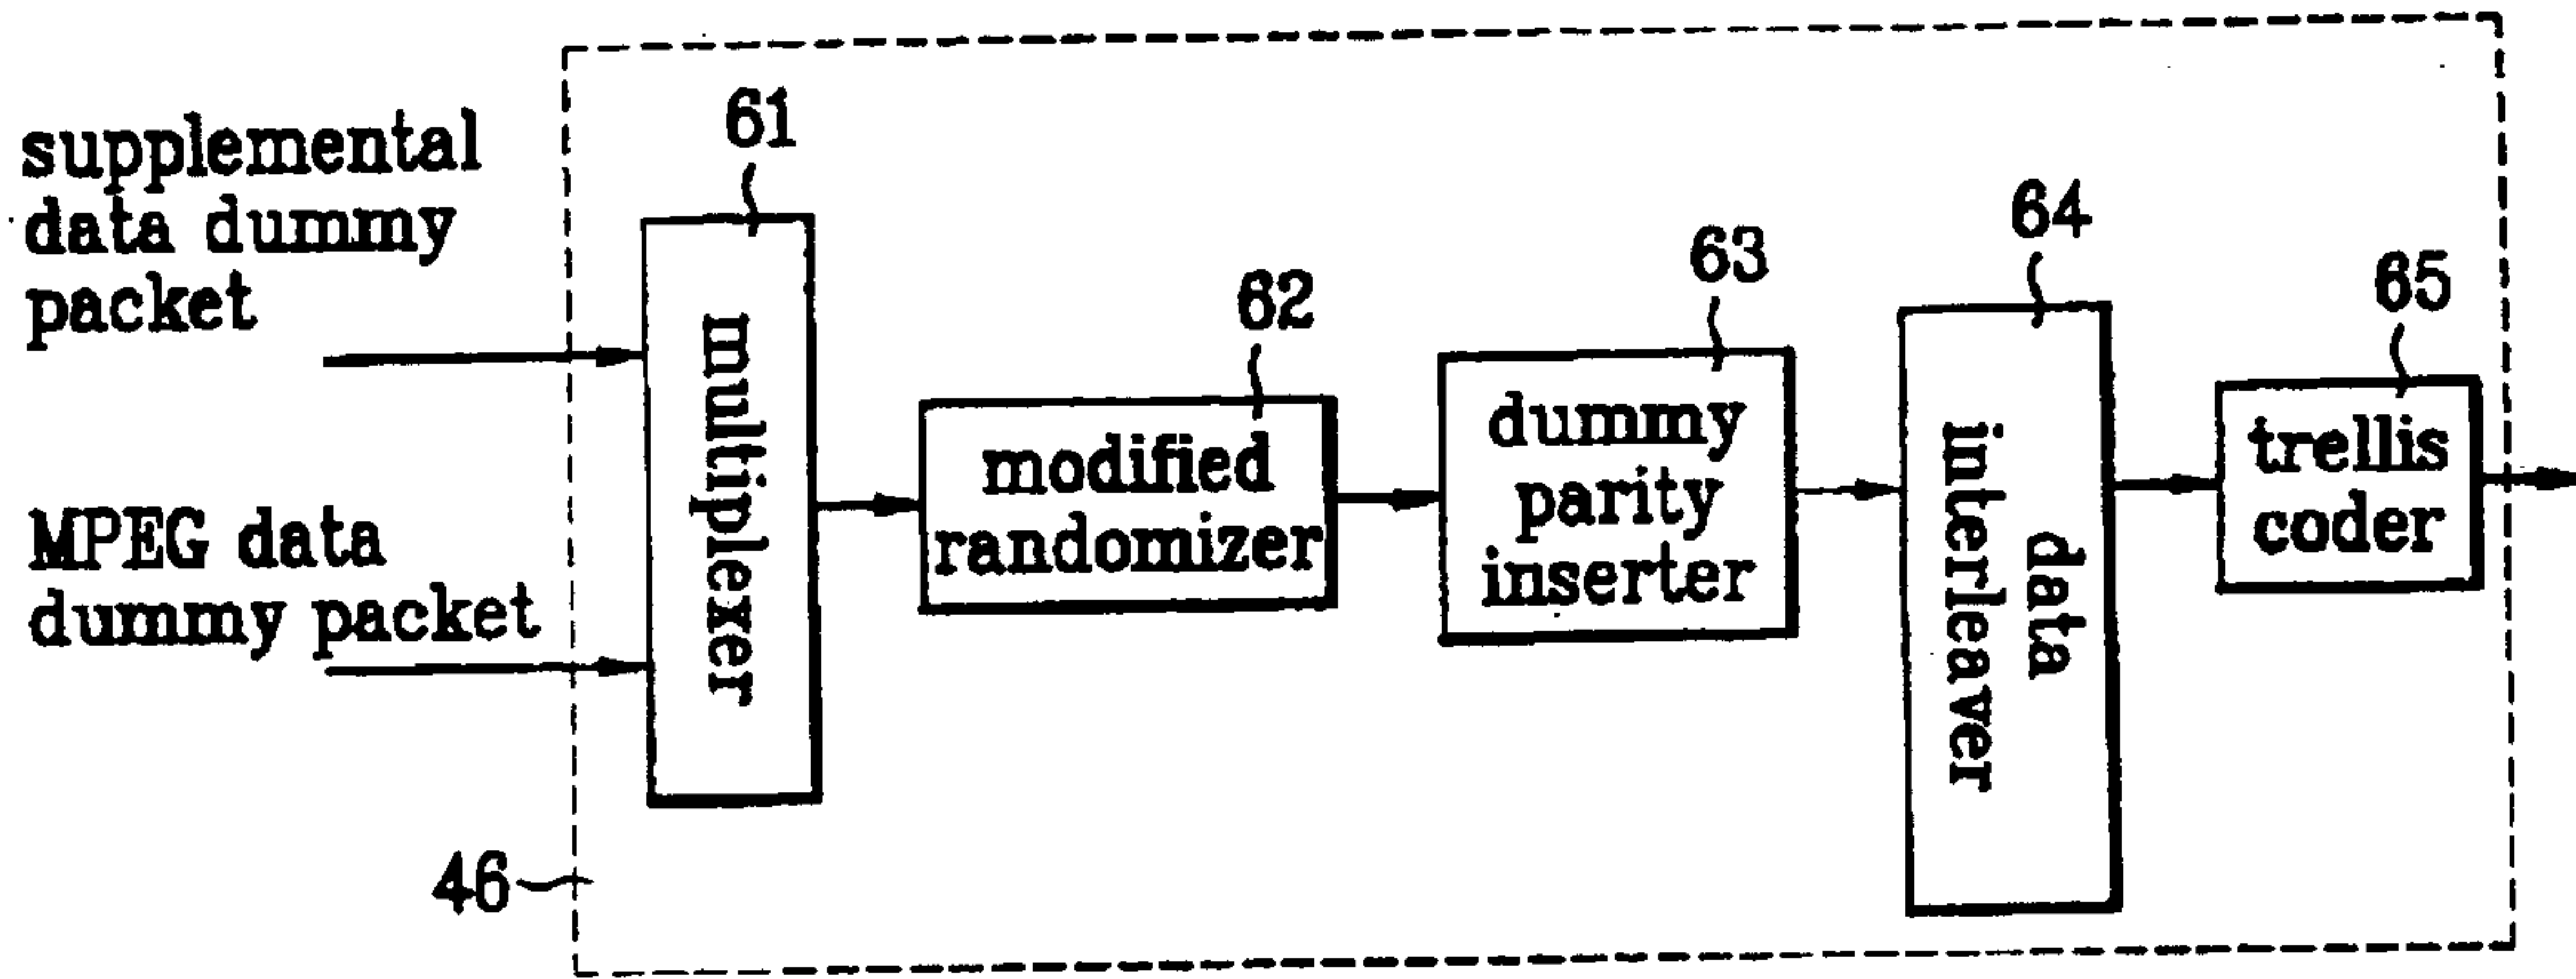 supplemental
data dummy
packet
MPEG data
dummy packet
46
61
multiplexer
62
modified
randomizer
63
dummy
parity
inserter
64
data
interleaver
65
trellis
coder